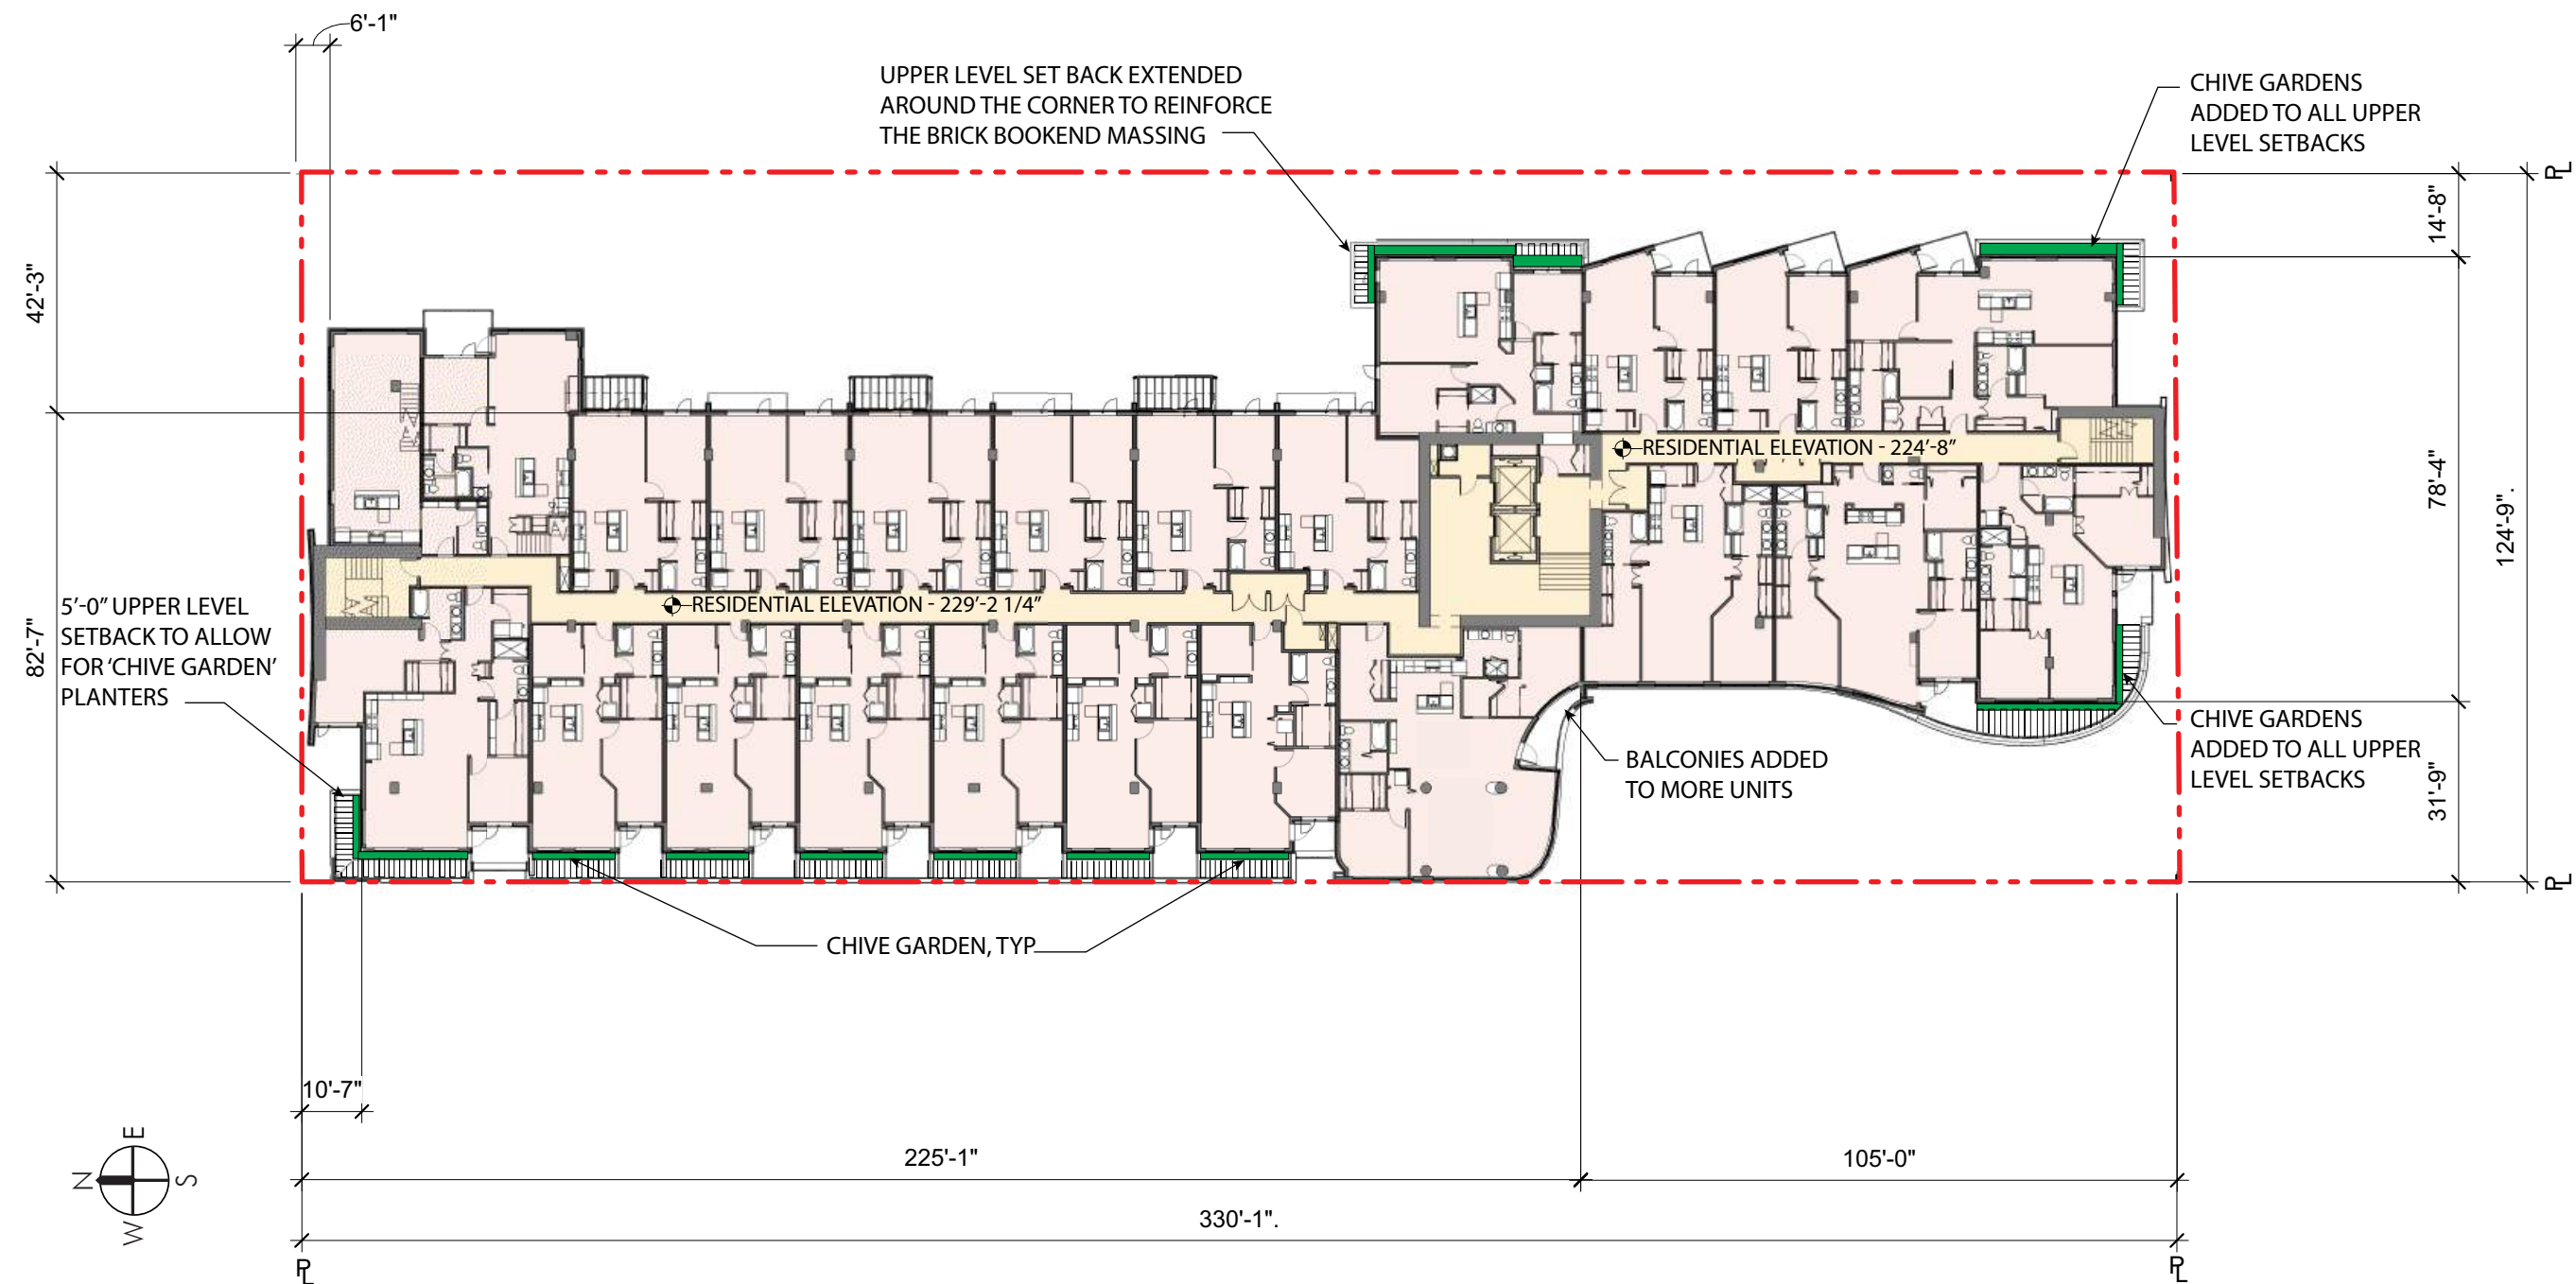 6'-1"
UPPER LEVEL SET BACK EXTENDED
AROUND THE CORNER TO REINFORCE
THE BRICK BOOKEND MASSING
CHIVE GARDENS
ADDED TO ALL UPPER
LEVEL SETBACKS
PL
42'-3"
14'-8"
RESIDENTIAL ELEVATION - 224'-8"
78'-4"
124'-9".
5'-0" UPPER LEVEL
SETBACK TO ALLOW
FOR 'CHIVE GARDEN'
PLANTERS
RESIDENTIAL ELEVATION - 229'-2 1/4"
82'-7"
BALCONIES ADDED
TO MORE UNITS
CHIVE GARDENS
ADDED TO ALL UPPER
LEVEL SETBACKS
31'-9"
PL
CHIVE GARDEN, TYP
10'-7"
E
N
S
W
225'-1"
105'-0"
330'-1".
PL
PL